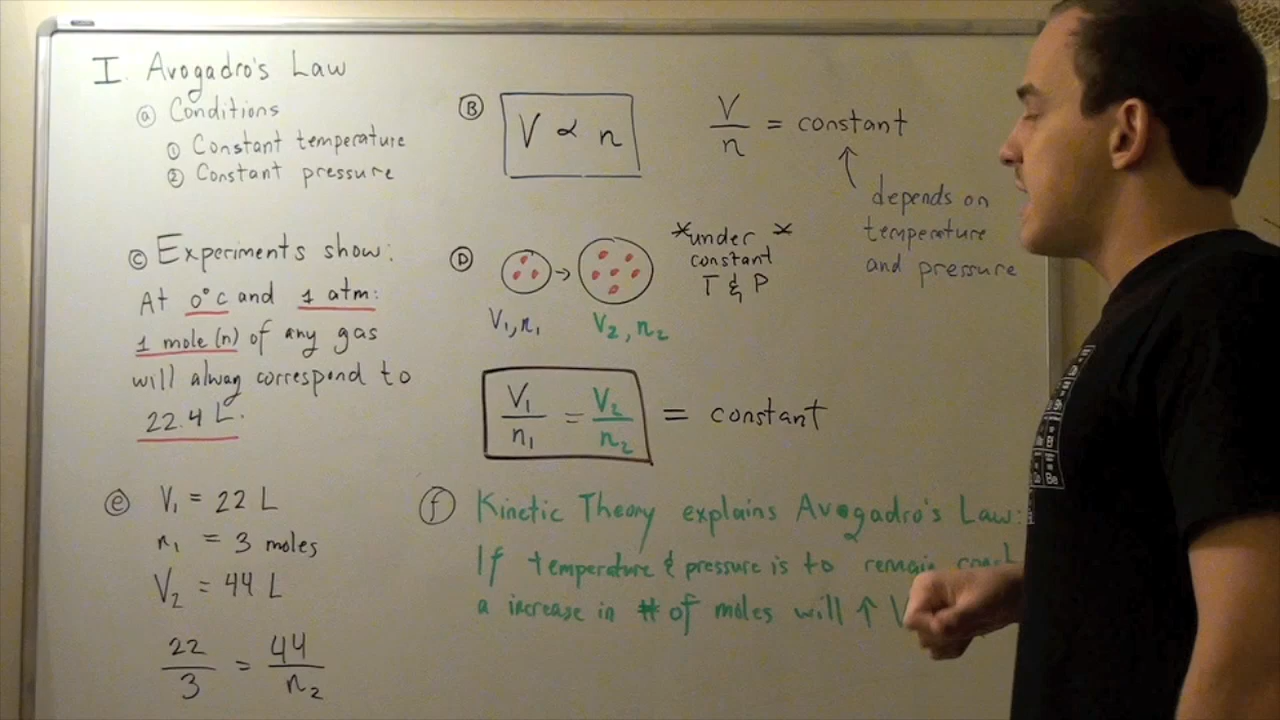 I. Avogadro's Law
ⓐ Conditions
① Constant temperature
② Constant pressure
Ⓑ V ∝ n
V/n = constant
depends on
temperature
and pressure
ⓒ Experiments show:
At 0°C and 1 atm:
1 mole (n) of any gas
will alway correspond to
22.4 L.
Ⓓ
*under *
constant
T & P
V₁, n₁ V₂, n₂
V₁/n₁ = V₂/n₂ = constant
ⓔ V₁ = 22 L
n₁ = 3 moles
V₂ = 44 L
22/3 = 44/n₂
ⓕ Kinetic Theory explains Avogadro's Law:
If temperature & pressure is to remain
a increase in # of moles will ↑ V